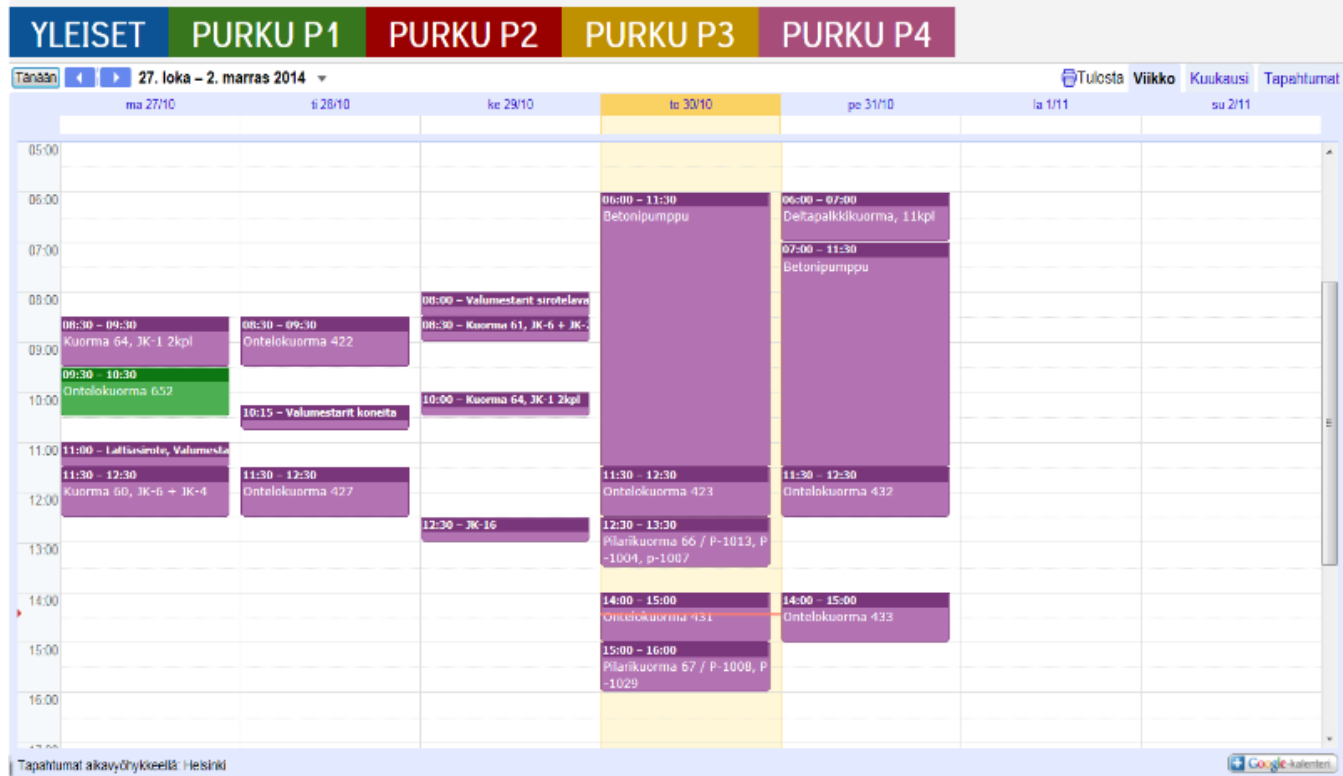 YLEISET PURKU P1 PURKU P2 PURKU P3 PURKU P4
Tänään 27. loka – 2. marras 2014 Tulosta Viikko Kuukausi Tapahtumat
ma 27/10 ti 28/10 ke 29/10 to 30/10 pe 31/10 la 1/11 su 2/11
05:00
06:00
07:00
08:00
09:00
10:00
11:00
12:00
13:00
14:00
15:00
16:00
17:00
08:30 – 09:30
Kuorma 64, JK-1 2kpl
09:30 – 10:30
Ontelokuorma 652
11:00 – Lattiasirote, Valumesta
11:30 – 12:30
Kuorma 60, JK-6 + JK-4
08:30 – 09:30
Ontelokuorma 422
10:15 – Valumestarit koneita
11:30 – 12:30
Ontelokuorma 427
08:00 – Valumestarit sirotelava
08:30 – Kuorma 61, JK-6 + JK-
10:00 – Kuorma 64, JK-1 2kpl
12:30 – JK-16
06:00 – 11:30
Betonipumppu
11:30 – 12:30
Ontelokuorma 423
12:30 – 13:30
Pilarikuorma 66 / P-1013, P
-1004, p-1007
14:00 – 15:00
Ontelokuorma 431
15:00 – 16:00
Pilarikuorma 67 / P-1008, P
-1029
06:00 – 07:00
Deltapalkkikuorma, 11kpl
07:00 – 11:30
Betonipumppu
11:30 – 12:30
Ontelokuorma 432
14:00 – 15:00
Ontelokuorma 433
Tapahtumat aikavyöhykkeellä: Helsinki
Google-kalenteri